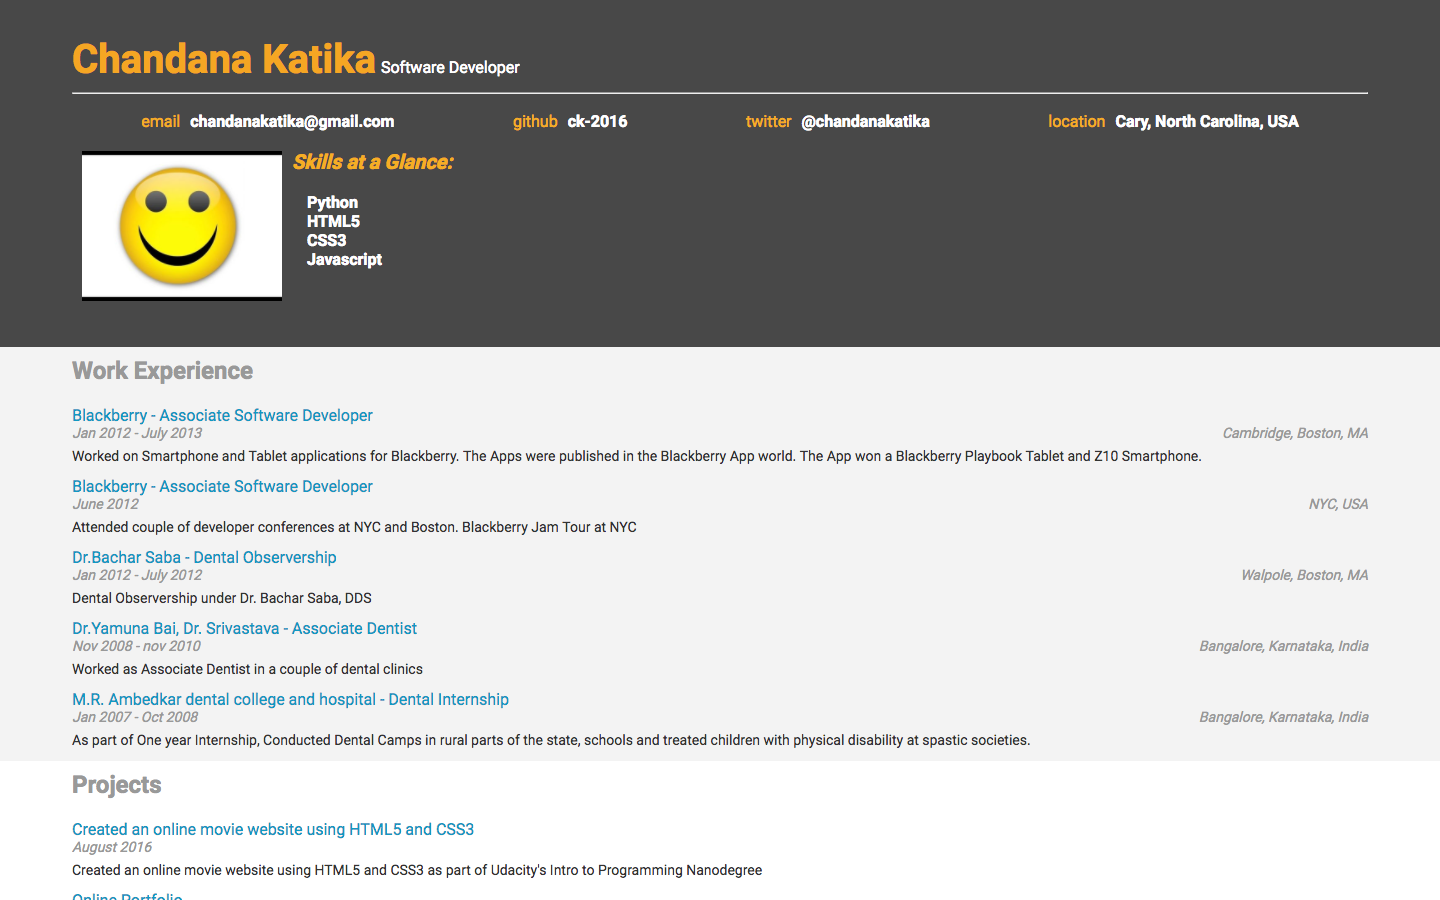 Chandana Katika Software Developer
email chandanakatika@gmail.com github ck-2016 twitter @chandanakatika location Cary, North Carolina, USA
Skills at a Glance:
Python
HTML5
CSS3
Javascript
Work Experience
Blackberry - Associate Software Developer
Jan 2012 - July 2013 Cambridge, Boston, MA
Worked on Smartphone and Tablet applications for Blackberry. The Apps were published in the Blackberry App world. The App won a Blackberry Playbook Tablet and Z10 Smartphone.
Blackberry - Associate Software Developer
June 2012 NYC, USA
Attended couple of developer conferences at NYC and Boston. Blackberry Jam Tour at NYC
Dr.Bachar Saba - Dental Observership
Jan 2012 - July 2012 Walpole, Boston, MA
Dental Observership under Dr. Bachar Saba, DDS
Dr.Yamuna Bai, Dr. Srivastava - Associate Dentist
Nov 2008 - nov 2010 Bangalore, Karnataka, India
Worked as Associate Dentist in a couple of dental clinics
M.R. Ambedkar dental college and hospital - Dental Internship
Jan 2007 - Oct 2008 Bangalore, Karnataka, India
As part of One year Internship, Conducted Dental Camps in rural parts of the state, schools and treated children with physical disability at spastic societies.
Projects
Created an online movie website using HTML5 and CSS3
August 2016
Created an online movie website using HTML5 and CSS3 as part of Udacity's Intro to Programming Nanodegree
Online Portfolio